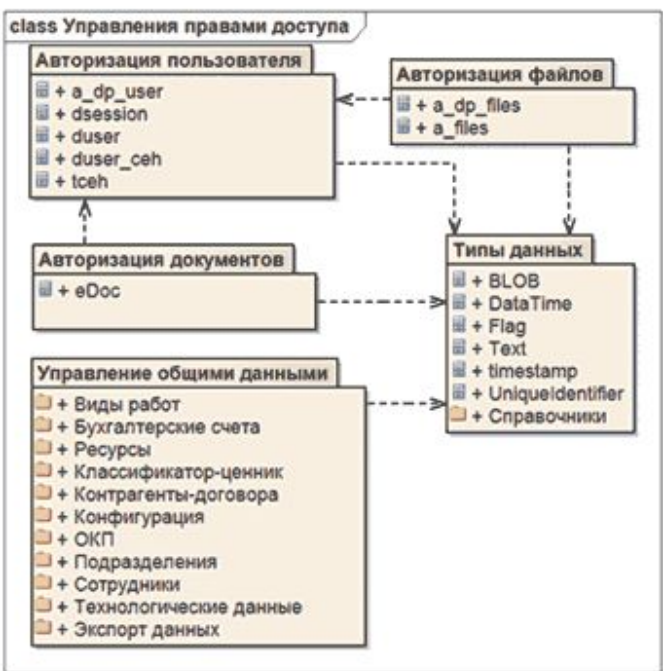 class Управления правами доступа
Авторизация пользователя
+ a_dp_user
+ dsession
+ duser
+ duser_ceh
+ tceh
Авторизация файлов
+ a_dp_files
+ a_files
Авторизация документов
+ eDoc
Типы данных
+ BLOB
+ DataTime
+ Flag
+ Text
+ timestamp
+ UniqueIdentifier
+ Справочники
Управление общими данными
+ Виды работ
+ Бухгалтерские счета
+ Ресурсы
+ Классификатор-ценник
+ Контрагенты-договора
+ Конфигурация
+ ОКП
+ Подразделения
+ Сотрудники
+ Технологические данные
+ Экспорт данных